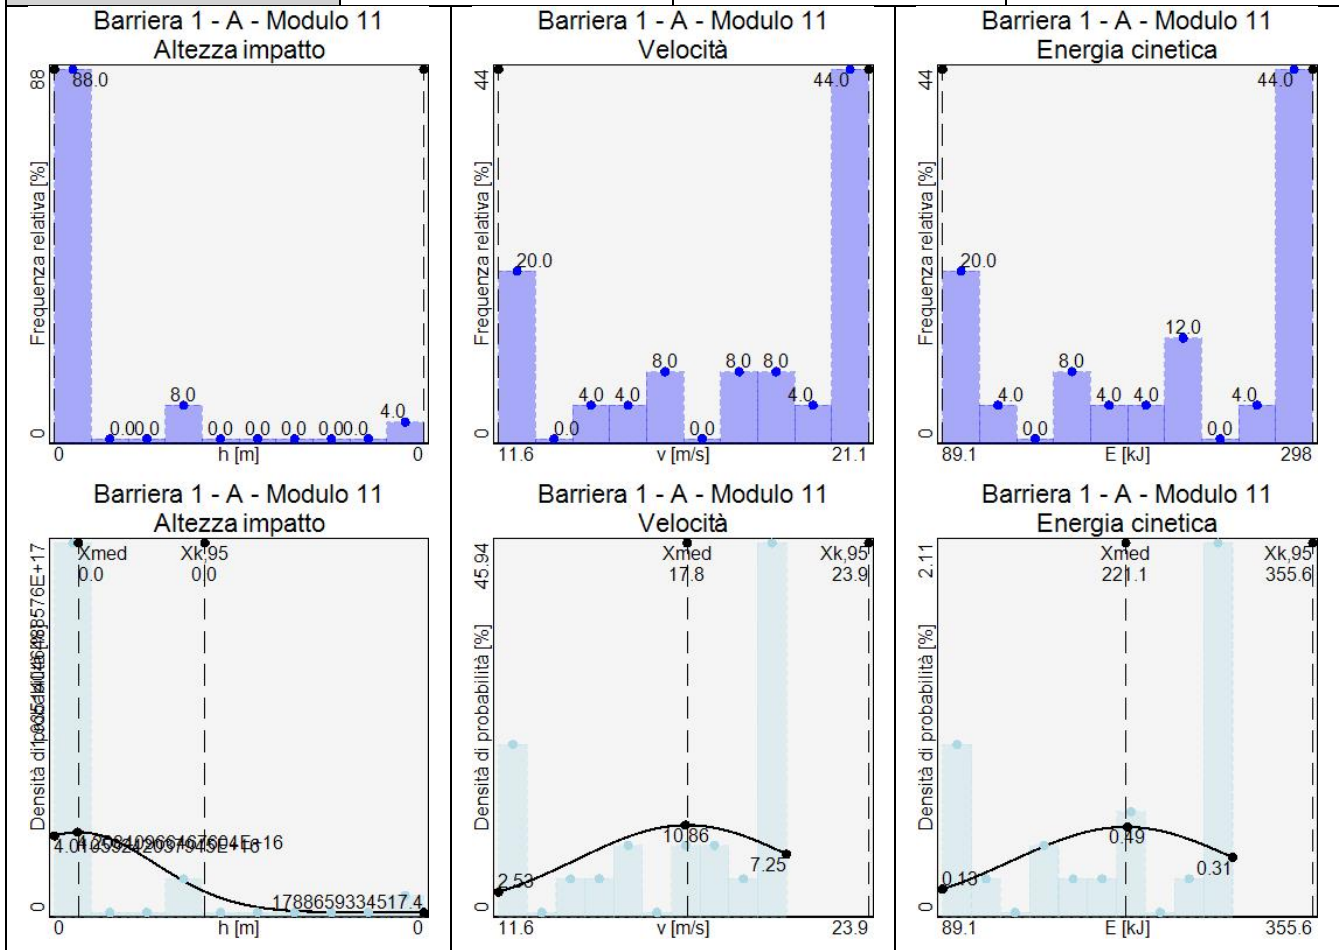 Barriera 1 - A - Modulo 11
Altezza impatto
88
88.0
Frequenza relativa [%]
8.0
4.0
0.0
0.0
0.0
0.0
0.0
0.0
0.0
0
0
h [m]
0
Barriera 1 - A - Modulo 11
Velocità
44
44.0
Frequenza relativa [%]
20.0
0.0
4.0
4.0
8.0
0.0
8.0
8.0
4.0
0
11.6
v [m/s]
21.1
Barriera 1 - A - Modulo 11
Energia cinetica
44
44.0
Frequenza relativa [%]
20.0
4.0
0.0
8.0
4.0
4.0
12.0
0.0
4.0
0
89.1
E [kJ]
298
Barriera 1 - A - Modulo 11
Altezza impatto
Xmed
0.0
Xk,95
0.0
Densità di probabilità [%]
1788659334517.4
0
0
h [m]
0
Barriera 1 - A - Modulo 11
Velocità
45.94
Xmed
17.8
Xk,95
23.9
Densità di probabilità [%]
2.53
10.86
7.25
0
11.6
v [m/s]
23.9
Barriera 1 - A - Modulo 11
Energia cinetica
2.11
Xmed
221.1
Xk,95
355.6
Densità di probabilità [%]
0.13
0.49
0.31
0
89.1
E [kJ]
355.6